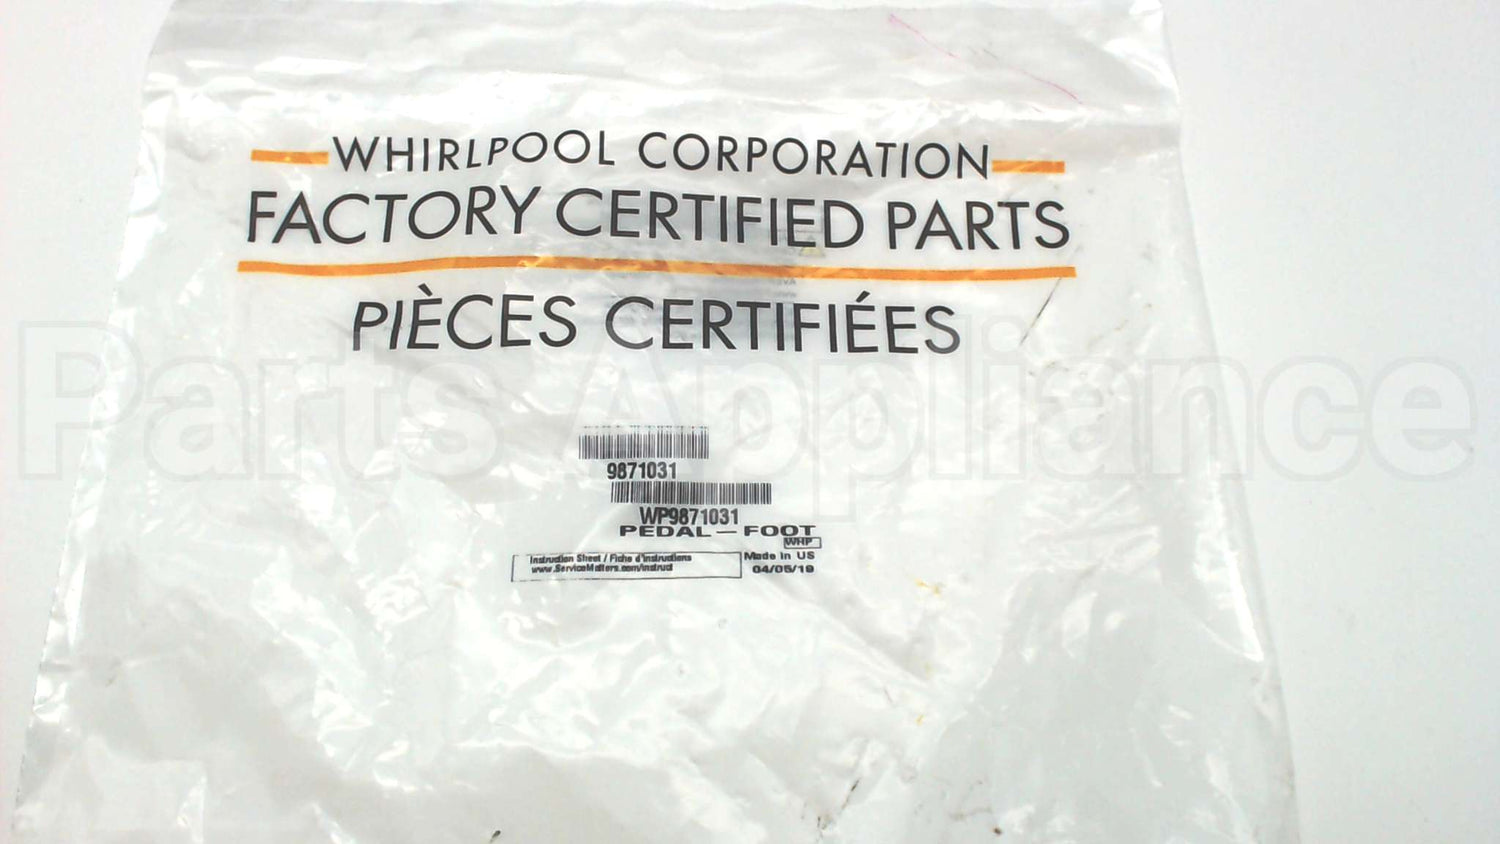 WHIRLPOOL CORPORATION
FACTORY CERTIFIED PARTS
PIÈCES CERTIFIÉES
Parts Appliance
9871031
WP9871031
PEDAL-FOOT
WHP
Instruction Sheet / Fiche d'instructions
www.ServiceMatters.com/instruct
Made in US
04/05/19